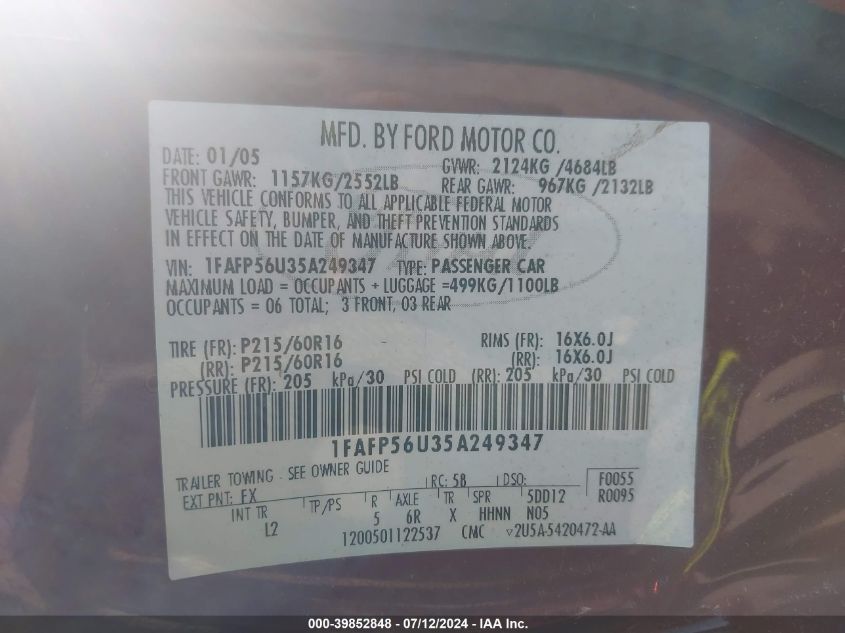 MFD. BY FORD MOTOR CO.
DATE: 01/05 GVWR: 2124KG /4684LB
FRONT GAWR: 1157KG/2552LB REAR GAWR: 967KG /2132LB
THIS VEHICLE CONFORMS TO ALL APPLICABLE FEDERAL MOTOR
VEHICLE SAFETY, BUMPER, AND THEFT PREVENTION STANDARDS
IN EFFECT ON THE DATE OF MANUFACTURE SHOWN ABOVE.
VIN: 1FAFP56U35A249347 TYPE: PASSENGER CAR
MAXIMUM LOAD = OCCUPANTS + LUGGAGE =499KG/1100LB
OCCUPANTS = 06 TOTAL; 3 FRONT, 03 REAR
TIRE (FR): P215/60R16 RIMS (FR): 16X6.0J
(RR): P215/60R16 (RR): 16X6.0J
PRESSURE (FR): 205 kPa/30 PSI COLD (RR): 205 kPa/30 PSI COLD
1FAFP56U35A249347
TRAILER TOWING - SEE OWNER GUIDE
EXT PNT: FX RC: 5B DSO: F0055
INT TR TP/PS R AXLE TR SPR 5DD12 R0095
L2 5 6R X HHNN N05
1200501122537 CMC ▽2U5A-5420472-AA
000-39852848 - 07/12/2024 - IAA Inc.